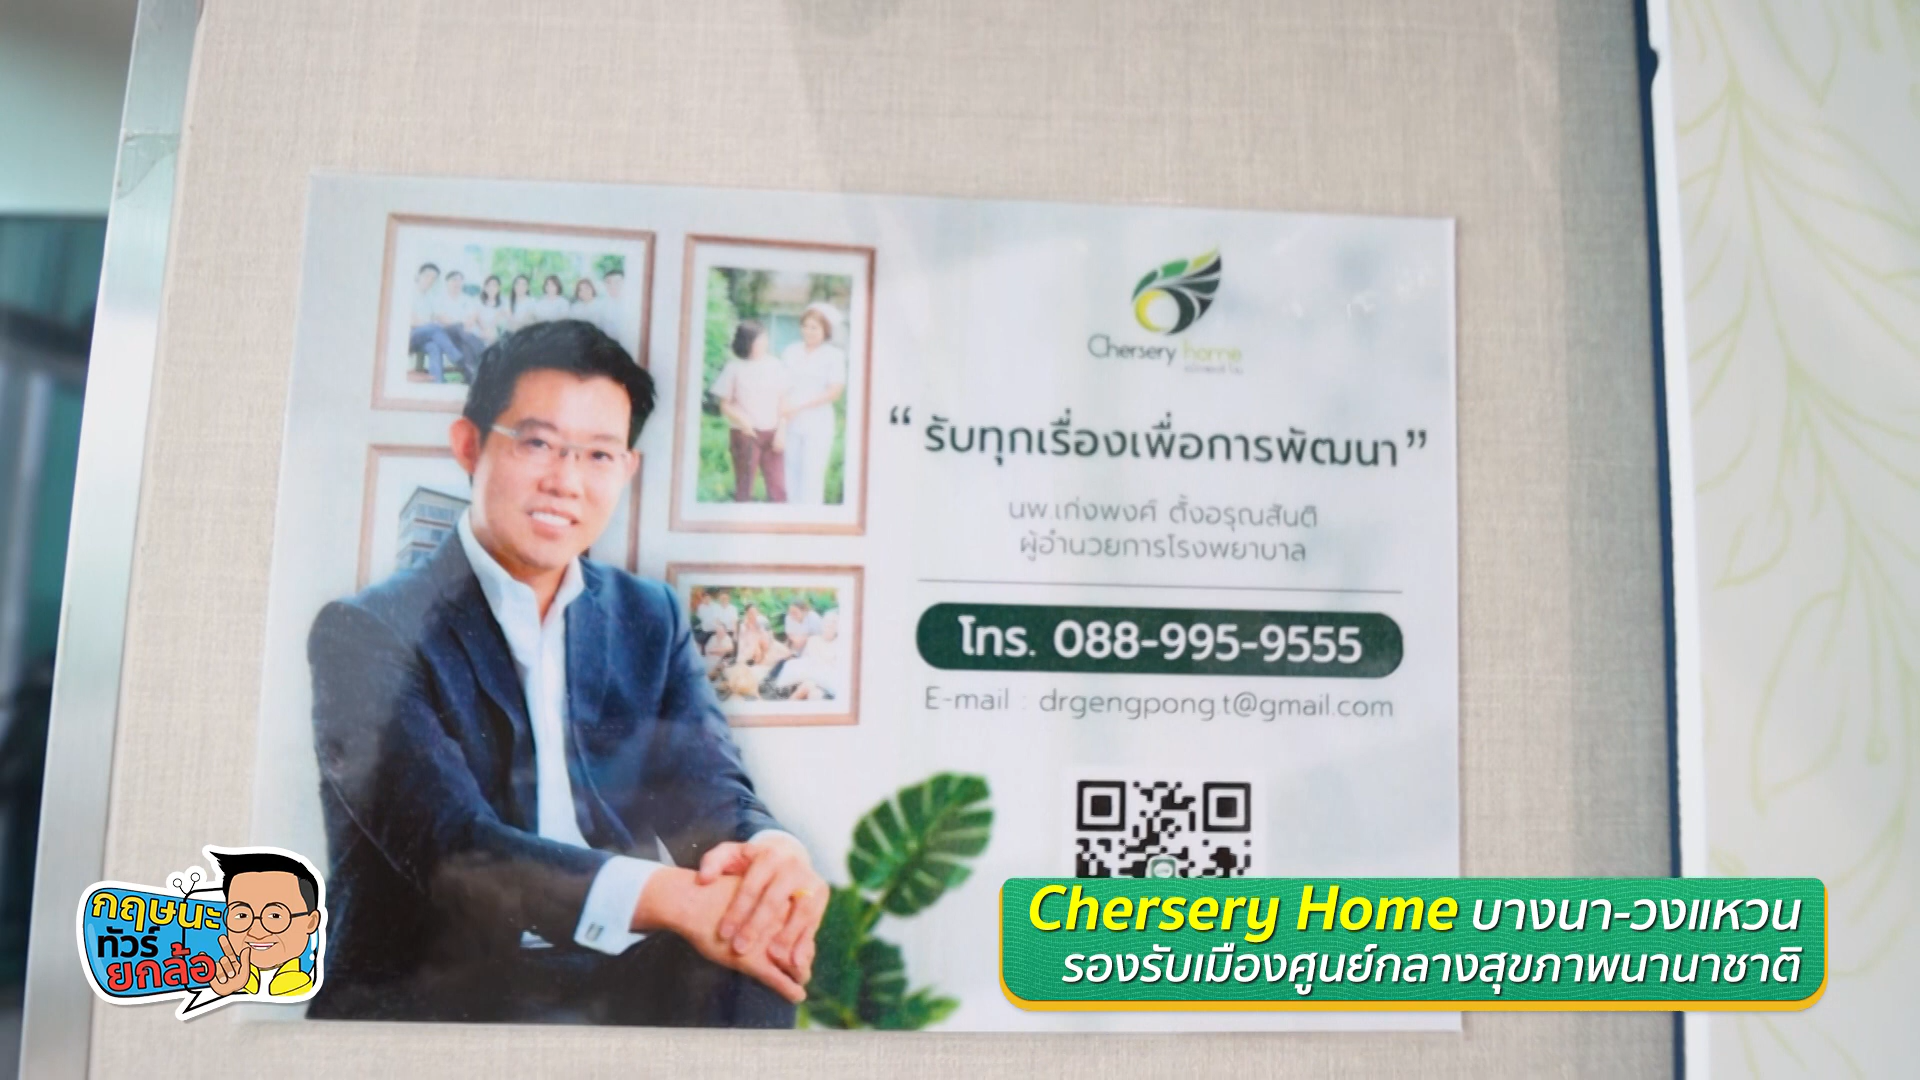 Chersery home
“ รับทุกเรื่องเพื่อการพัฒนา ”
นพ.เก่งพงศ์ ตั้งอรุณสันติ
ผู้อำนวยการโรงพยาบาล
โทร. 088-995-9555
E-mail : drgengpong.t@gmail.com
Chersery Home บางนา-วงแหวน
รองรับเมืองศูนย์กลางสุขภาพนานาชาติ
กฤษนะ
ทัวร์
ยกล้อ